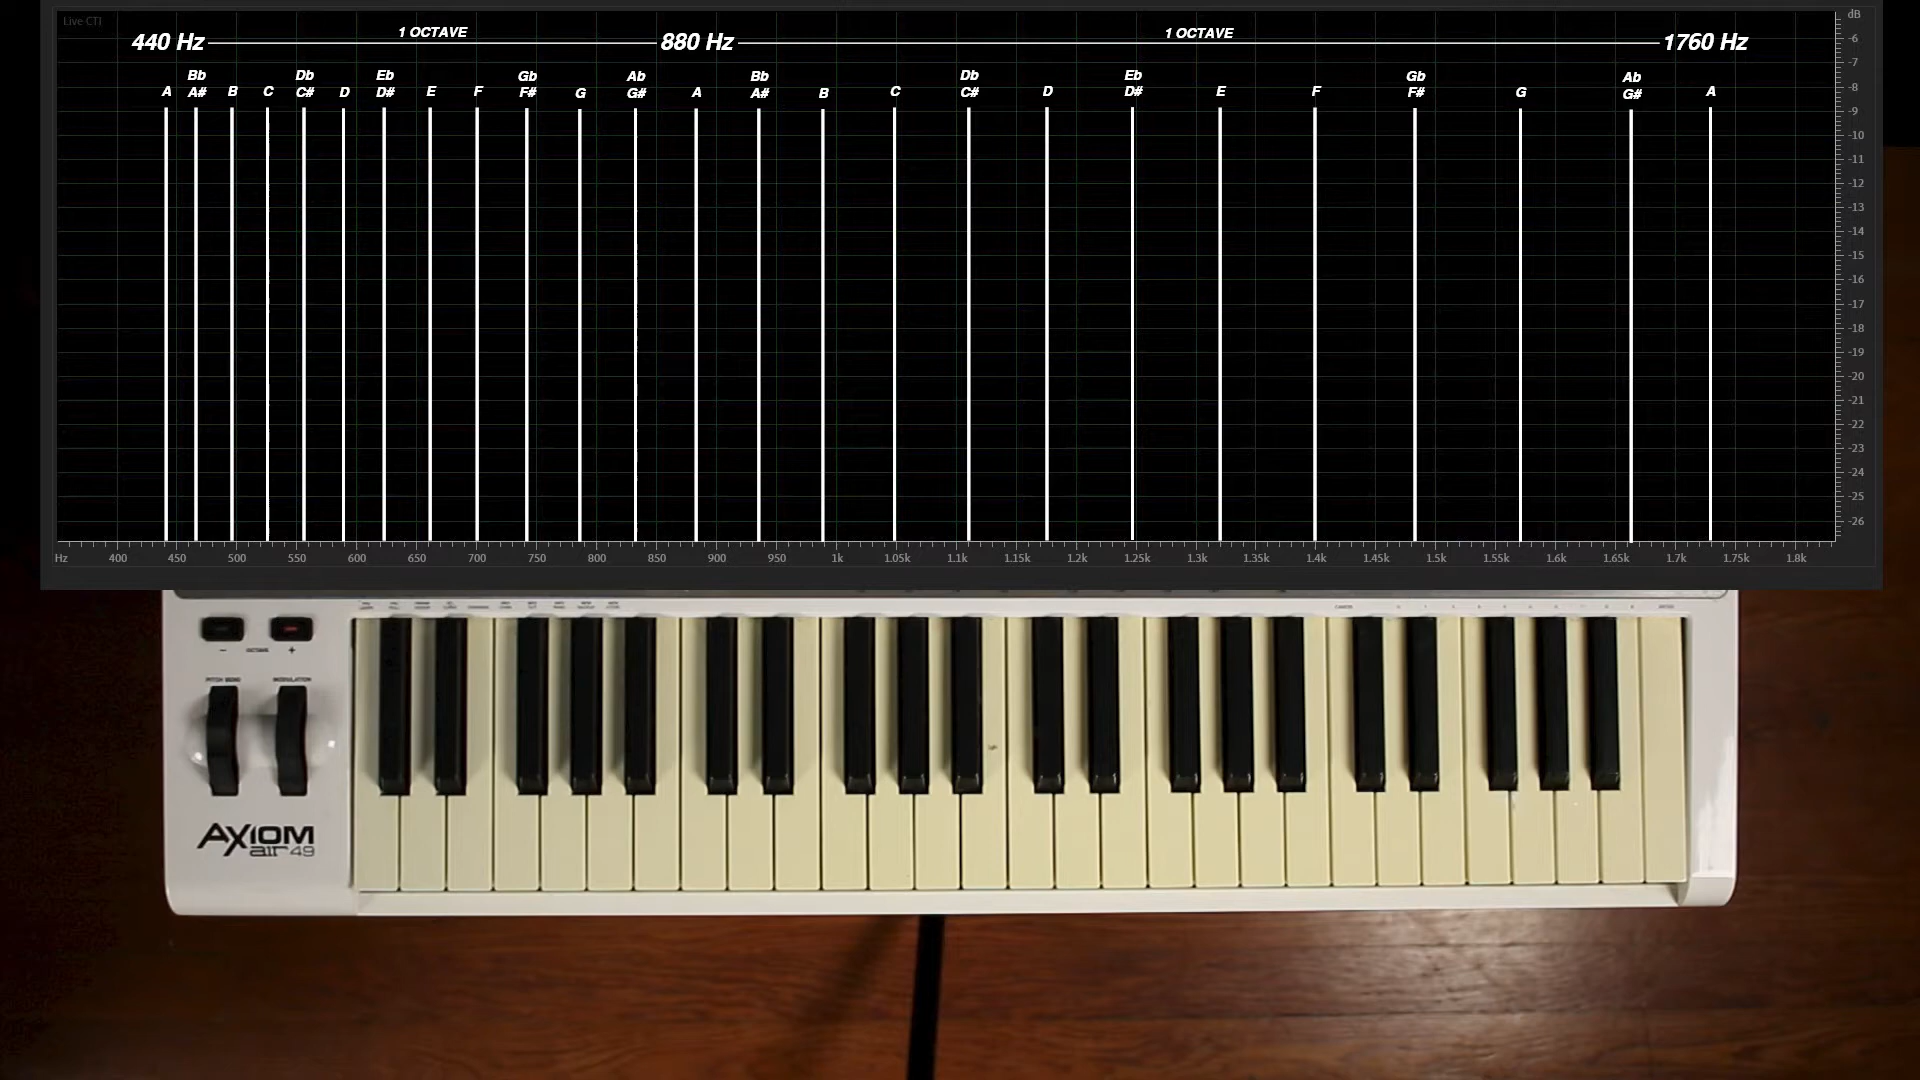 Live CTI
dB
440 Hz 1 OCTAVE 880 Hz 1 OCTAVE 1760 Hz
Bb Db Eb Gb Ab Bb Db Eb Gb Ab
A A# B C C# D D# E F F# G G# A A# B C C# D D# E F F# G G# A
-6
-7
-8
-9
-10
-11
-12
-13
-14
-15
-16
-17
-18
-19
-20
-21
-22
-23
-24
-25
-26
Hz 400 450 500 550 600 650 700 750 800 850 900 950 1k 1.05k 1.1k 1.15k 1.2k 1.25k 1.3k 1.35k 1.4k 1.45k 1.5k 1.55k 1.6k 1.65k 1.7k 1.75k 1.8k
- OCTAVE +
PITCH BEND MODULATION
AXIOM
air 49